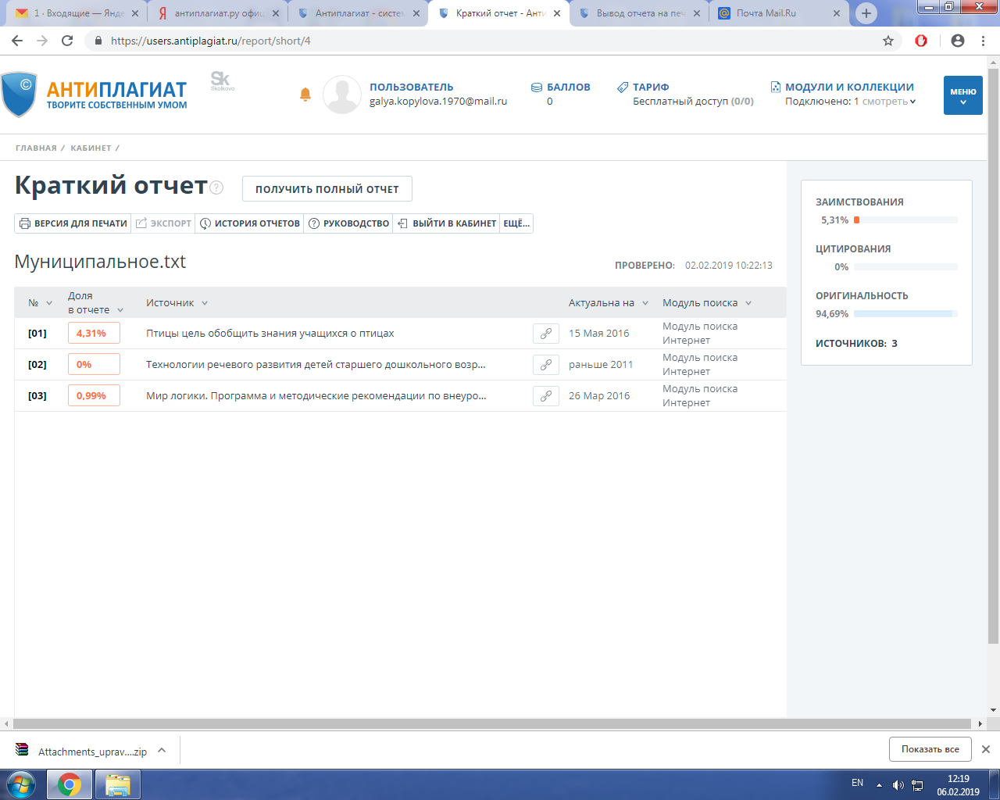 1 · Входящие — Янде
антиплагиат.ру офиц
Антиплагиат - систем
Краткий отчет - Анти
Вывод отчета на печ
Почта Mail.Ru
https://users.antiplagiat.ru/report/short/4
©
АНТИПЛАГИАТ
ТВОРИТЕ СОБСТВЕННЫМ УМОМ
Sk
Skolkovo
ПОЛЬЗОВАТЕЛЬ
galya.kopylova.1970@mail.ru
БАЛЛОВ
0
ТАРИФ
Бесплатный доступ (0/0)
МОДУЛИ И КОЛЛЕКЦИИ
Подключено: 1 смотреть
МЕНЮ
ГЛАВНАЯ / КАБИНЕТ /
Краткий отчет ?
ПОЛУЧИТЬ ПОЛНЫЙ ОТЧЕТ
ВЕРСИЯ ДЛЯ ПЕЧАТИ ЭКСПОРТ ИСТОРИЯ ОТЧЕТОВ РУКОВОДСТВО ВЫЙТИ В КАБИНЕТ ЕЩЁ...
Муниципальное.txt
ПРОВЕРЕНО: 02.02.2019 10:22:13
№ Доля в отчете Источник Актуальна на Модуль поиска
[01] 4,31% Птицы цель обобщить знания учащихся о птицах 15 Мая 2016 Модуль поиска Интернет
[02] 0% Технологии речевого развития детей старшего дошкольного возр... раньше 2011 Модуль поиска Интернет
[03] 0,99% Мир логики. Программа и методические рекомендации по внеуро... 26 Мар 2016 Модуль поиска Интернет
ЗАИМСТВОВАНИЯ
5,31%
ЦИТИРОВАНИЯ
0%
ОРИГИНАЛЬНОСТЬ
94,69%
ИСТОЧНИКОВ: 3
Attachments_uprav....zip
Показать все
EN
12:19
06.02.2019